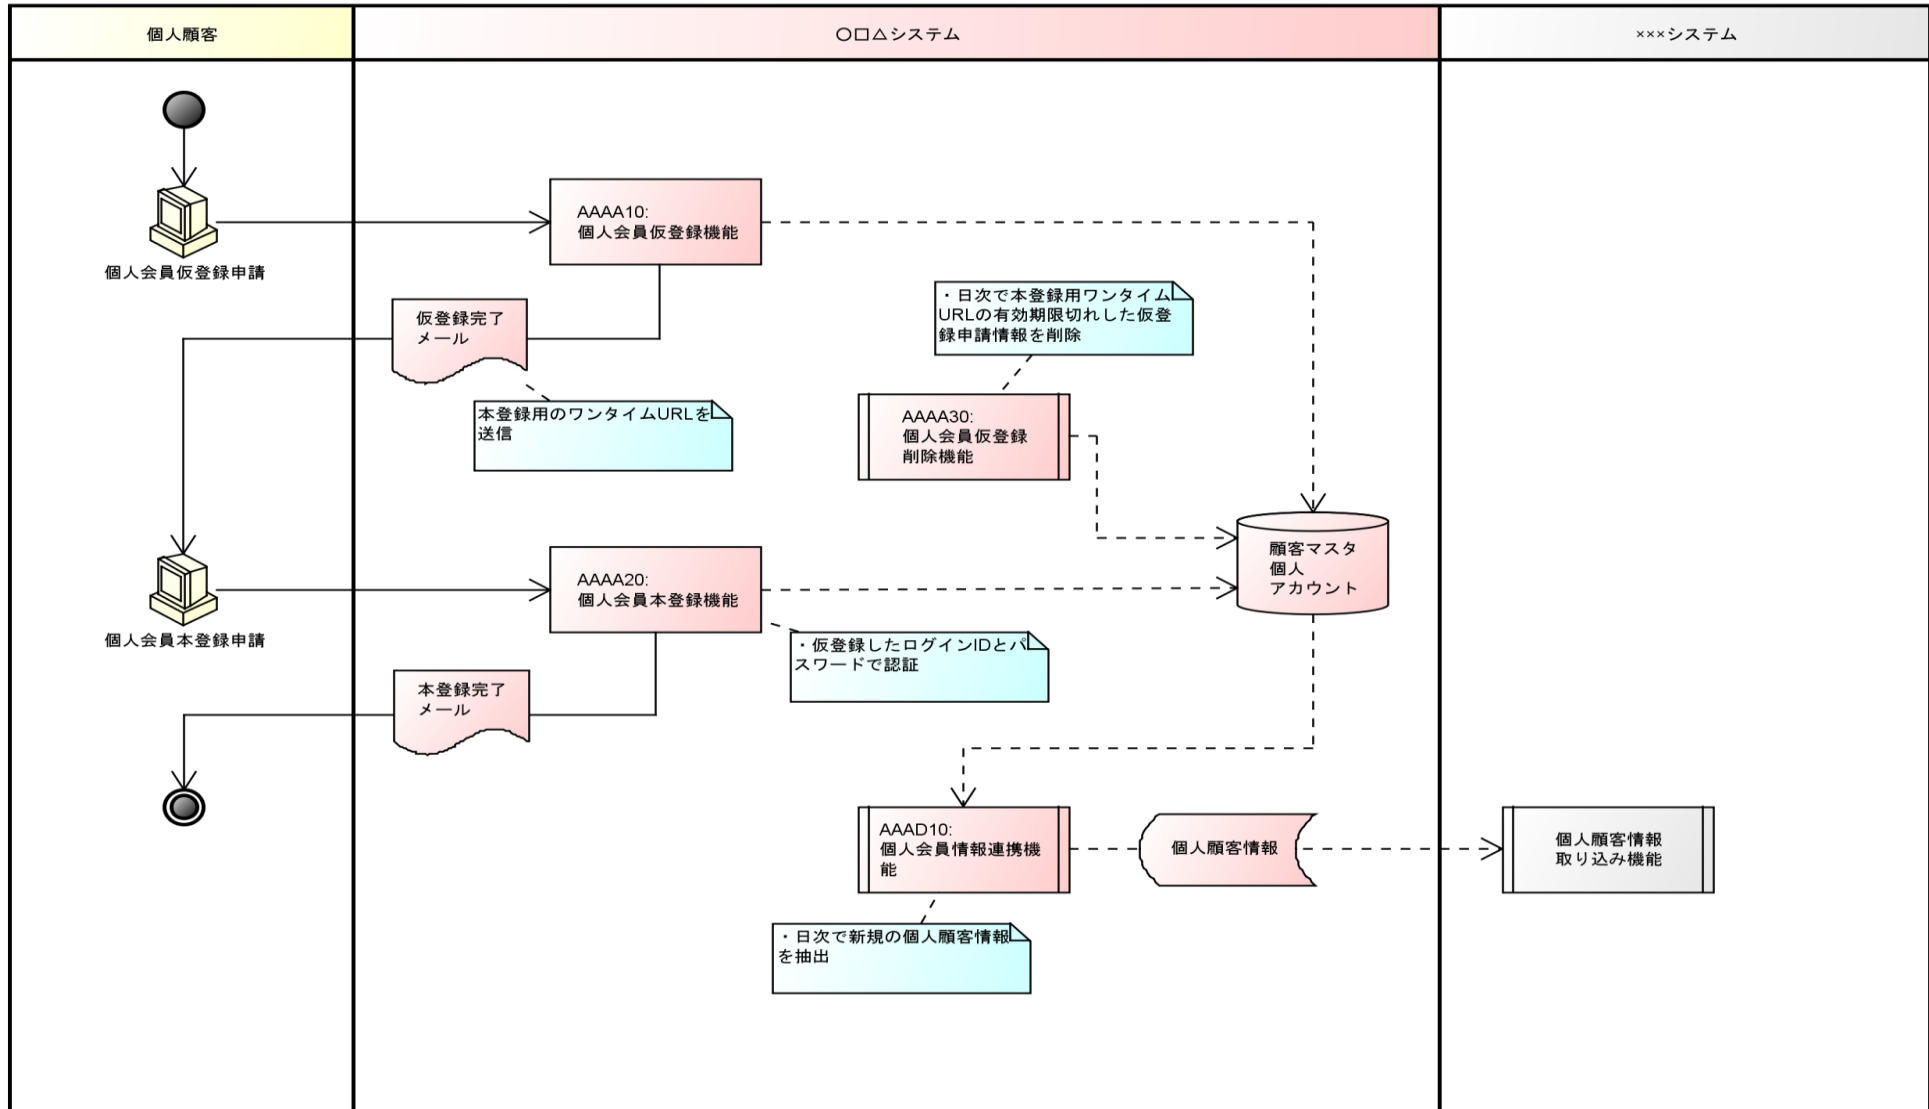 個人顧客
〇□△システム
×××システム
AAAA10:
個人会員仮登録機能
個人会員仮登録申請
・日次で本登録用ワンタイム
URLの有効期限切れした仮登
録申請情報を削除
仮登録完了
メール
本登録用のワンタイムURLを
送信
AAAA30:
個人会員仮登録
削除機能
顧客マスタ
個人
アカウント
AAAA20:
個人会員本登録機能
個人会員本登録申請
・仮登録したログインIDとパ
スワードで認証
本登録完了
メール
AAAD10:
個人会員情報連携機
能
個人顧客情報
個人顧客情報
取り込み機能
・日次で新規の個人顧客情報
を抽出